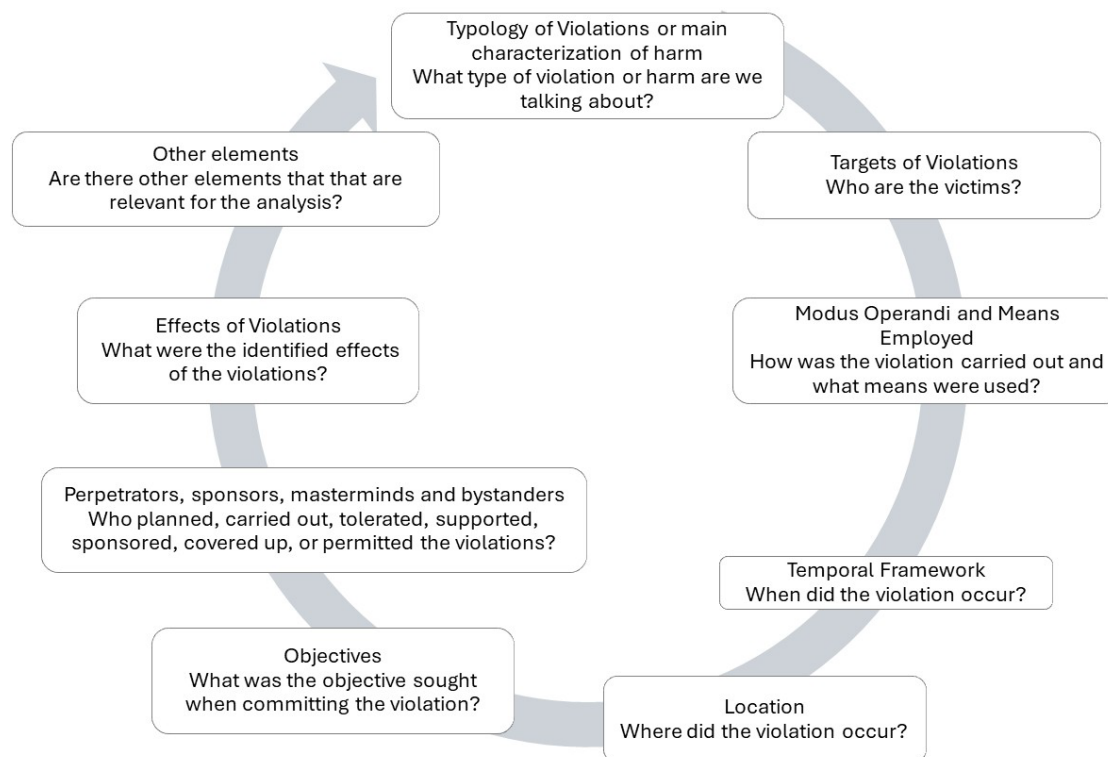 Typology of Violations or main
characterization of harm
What type of violation or harm are we
talking about?
Targets of Violations
Who are the victims?
Modus Operandi and Means
Employed
How was the violation carried out and
what means were used?
Temporal Framework
When did the violation occur?
Location
Where did the violation occur?
Objectives
What was the objective sought
when committing the violation?
Perpetrators, sponsors, masterminds and bystanders
Who planned, carried out, tolerated, supported,
sponsored, covered up, or permitted the violations?
Effects of Violations
What were the identified effects
of the violations?
Other elements
Are there other elements that that are
relevant for the analysis?